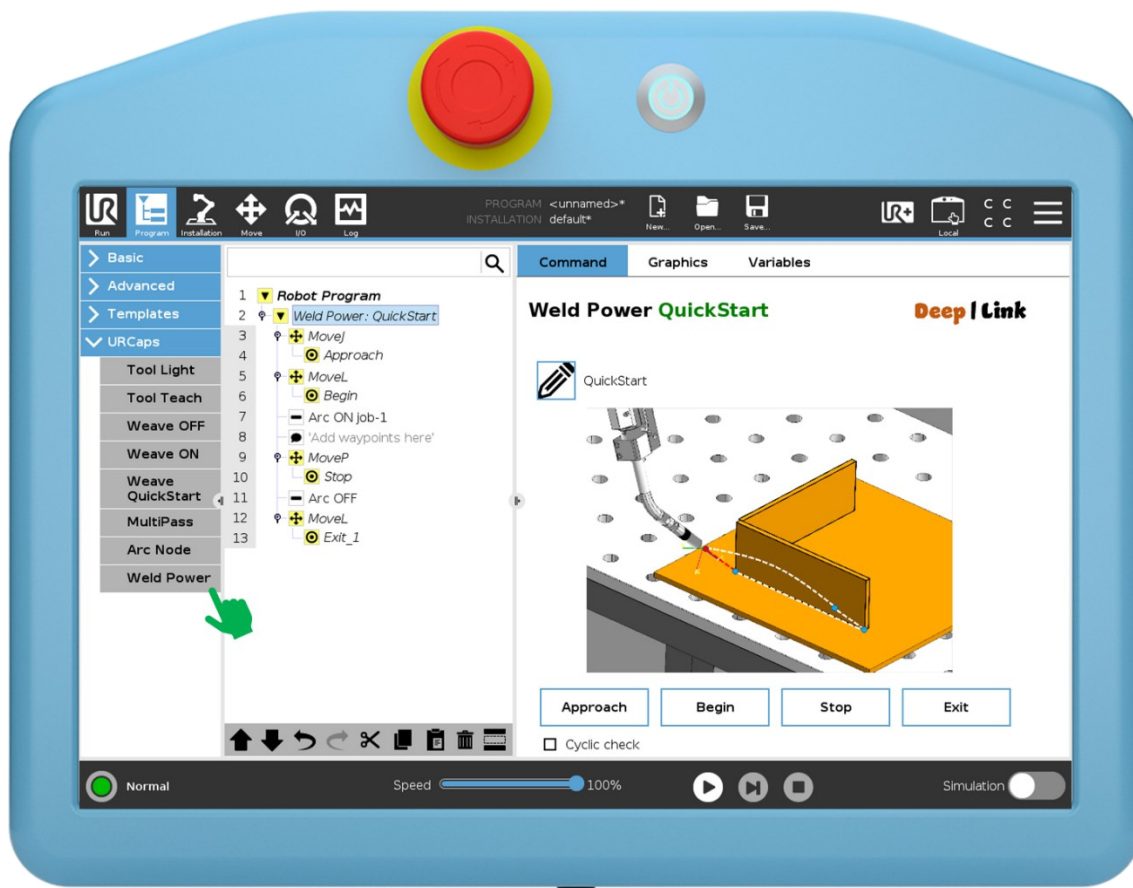 PROGRAM <unnamed>*
INSTALLATION default*
Run Program Installation Move I/O Log New... Open... Save... UR+ Local C C
C C
Basic
Advanced
Templates
URCaps
Tool Light
Tool Teach
Weave OFF
Weave ON
Weave
QuickStart
MultiPass
Arc Node
Weld Power
1 Robot Program
2 Weld Power: QuickStart
3 MoveJ
4 Approach
5 MoveL
6 Begin
7 Arc ON job-1
8 'Add waypoints here'
9 MoveP
10 Stop
11 Arc OFF
12 MoveL
13 Exit_1
Command Graphics Variables
Weld Power QuickStart Deep | Link
QuickStart
Approach Begin Stop Exit
Cyclic check
Normal Speed 100% Simulation